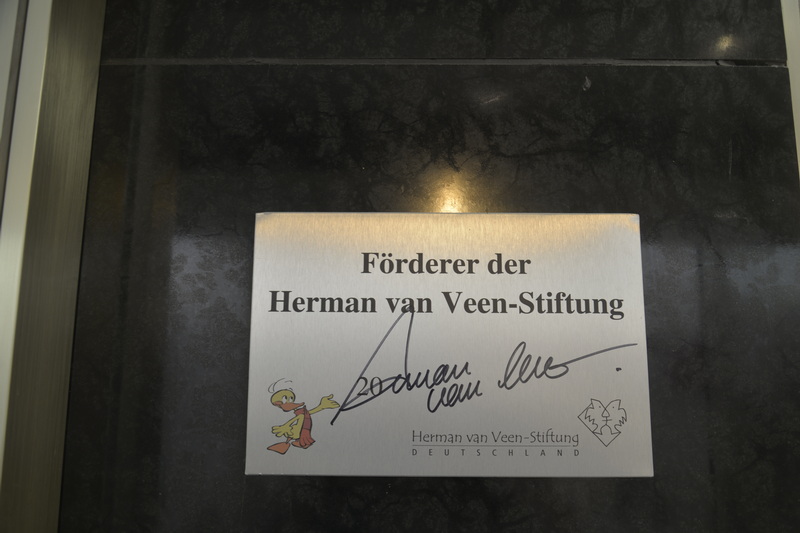 Förderer der
Herman van Veen-Stiftung
Herman van Veen
Herman van Veen-Stiftung
DEUTSCHLAND